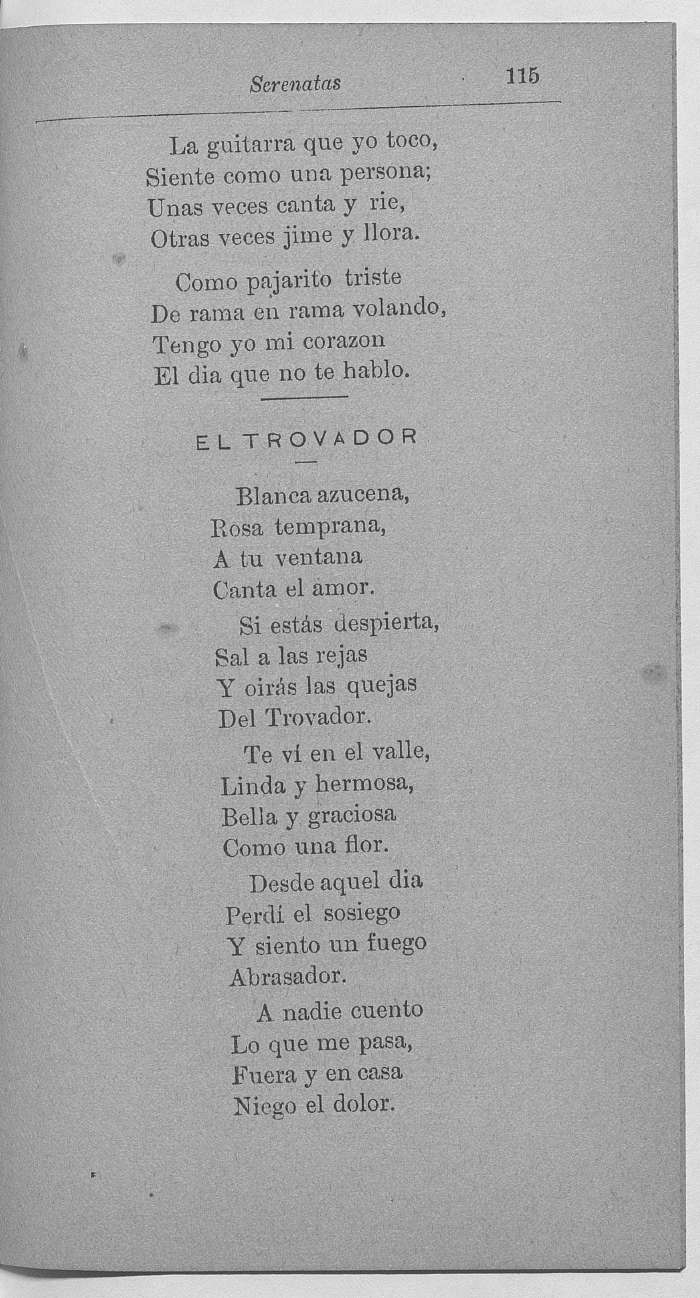 Serenatas 115
La guitarra que yo toco,
Siente como una persona;
Unas veces canta y rie,
Otras veces jime y llora.
Como pajarito triste
De rama en rama volando,
Tengo yo mi corazon
El dia que no te hablo.
EL TROVADOR
Blanca azucena,
Rosa temprana,
A tu ventana
Canta el amor.
Si estás despierta,
Sal a las rejas
Y oirás las quejas
Del Trovador.
Te ví en el valle,
Linda y hermosa,
Bella y graciosa
Como una flor.
Desde aquel dia
Perdí el sosiego
Y siento un fuego
Abrasador.
A nadie cuento
Lo que me pasa,
Fuera y en casa
Niego el dolor.